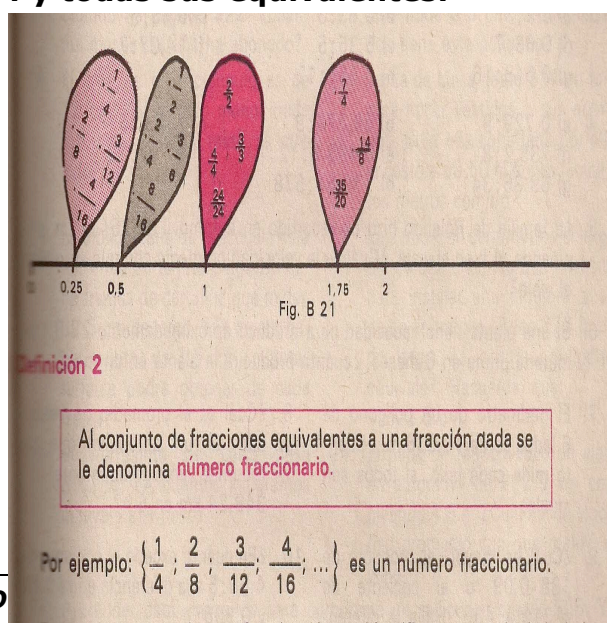 y todas sus equivalentes.
1/4 2/8 3/12 4/16
1/2 2/4 3/6 8/16
2/2 3/3 4/4 24/24
7/4 14/8 35/20
0,25 0,5 1 1,75 2
Fig. B 21
Definición 2
Al conjunto de fracciones equivalentes a una fracción dada se
le denomina número fraccionario.
Por ejemplo: {1/4 ; 2/8 ; 3/12 ; 4/16 ; ...} es un número fraccionario.